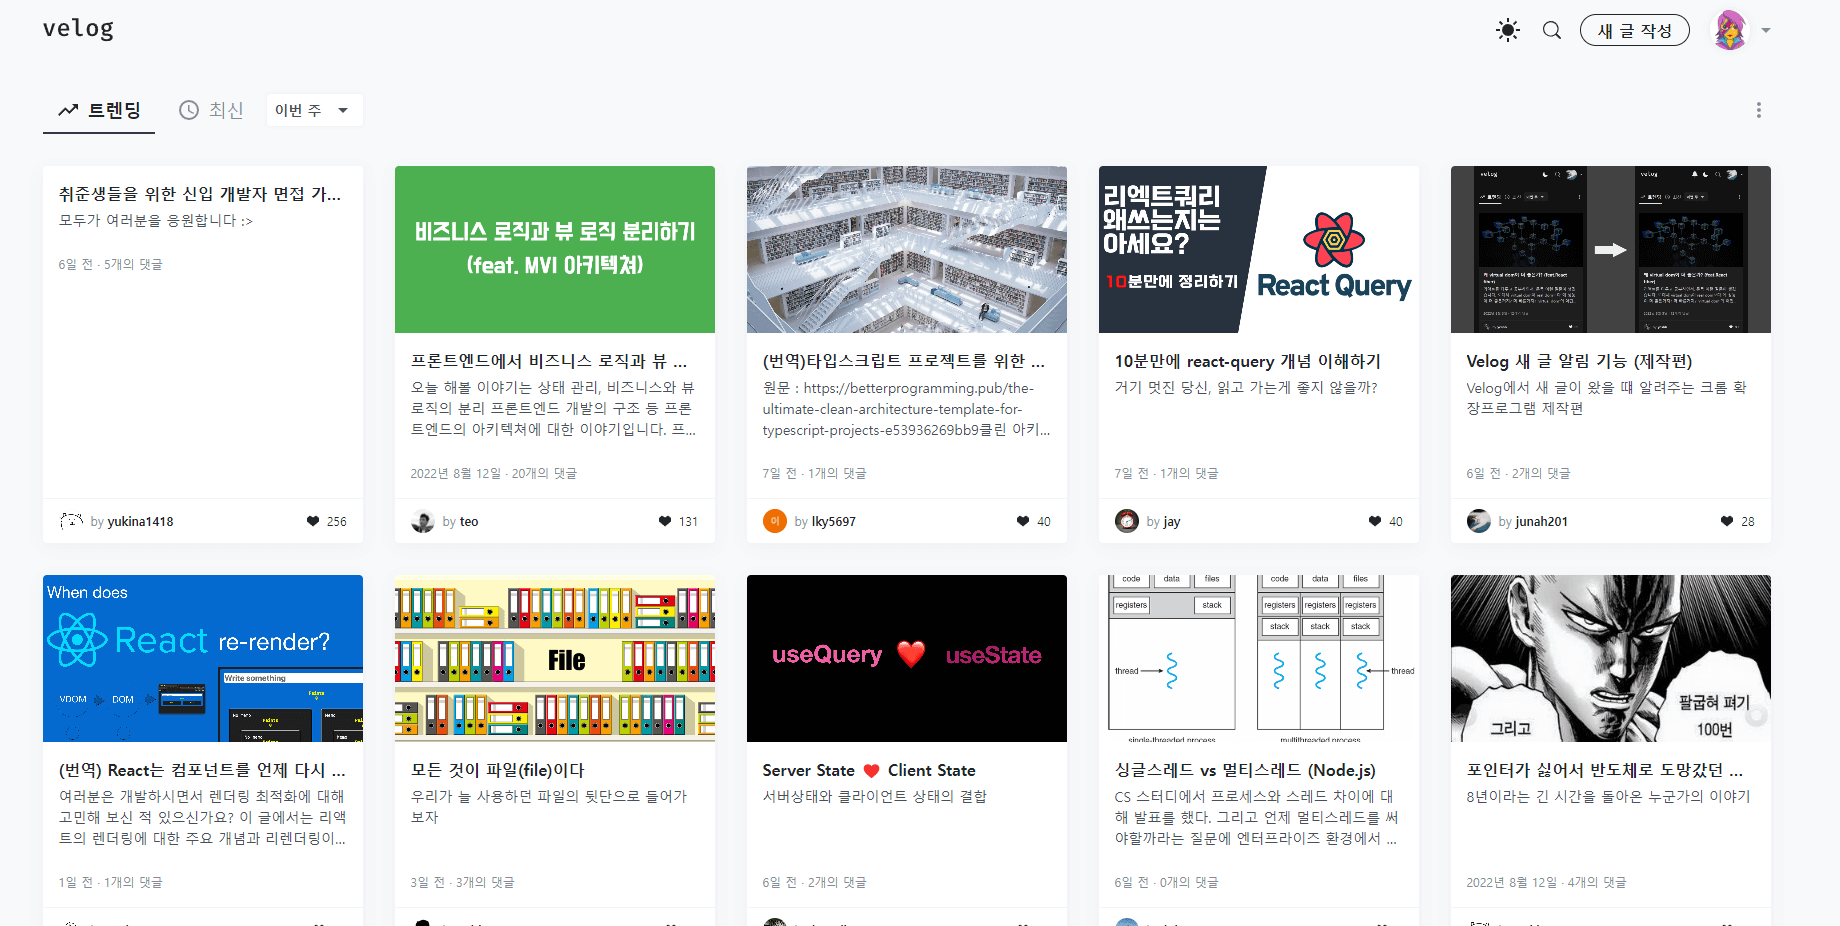 velog
새 글 작성
트렌딩
최신
이번 주
취준생들을 위한 신입 개발자 면접 가...
모두가 여러분을 응원합니다 :>
6일 전 · 5개의 댓글
by yukina1418
256
비즈니스 로직과 뷰 로직 분리하기
(feat. MVI 아키텍쳐)
프론트엔드에서 비즈니스 로직과 뷰 ...
오늘 해볼 이야기는 상태 관리, 비즈니스와 뷰
로직의 분리 프론트엔드 개발의 구조 등 프론
트엔드의 아키텍쳐에 대한 이야기입니다. 프...
2022년 8월 12일 · 20개의 댓글
by teo
131
(번역)타입스크립트 프로젝트를 위한 ...
원문 : https://betterprogramming.pub/the-
ultimate-clean-architecture-template-for-
typescript-projects-e53936269bb9클린 아키...
7일 전 · 1개의 댓글
이
by lky5697
40
리엑트쿼리
왜쓰는지는
아세요?
10분만에 정리하기
React Query
10분만에 react-query 개념 이해하기
거기 멋진 당신, 읽고 가는게 좋지 않을까?
7일 전 · 1개의 댓글
by jay
40
velog
트렌딩
velog
트렌딩
Velog 새 글 알림 기능 (제작편)
Velog에서 새 글이 왔을 떄 알려주는 크롬 확
장프로그램 제작편
6일 전 · 2개의 댓글
by junah201
28
When does
React re-render?
VDOM
DOM
Write something
Points
No memo
Points
Memo
No memo
Memo
(번역) React는 컴포넌트를 언제 다시 ...
여러분은 개발하시면서 렌더링 최적화에 대해
고민해 보신 적 있으신가요? 이 글에서는 리액
트의 렌더링에 대한 주요 개념과 리렌더링이...
1일 전 · 1개의 댓글
File
모든 것이 파일(file)이다
우리가 늘 사용하던 파일의 뒷단으로 들어가
보자
3일 전 · 3개의 댓글
useQuery ❤️ useState
Server State ❤️ Client State
서버상태와 클라이언트 상태의 결합
6일 전 · 2개의 댓글
code data files
registers stack
thread
single-threaded process
code data files
registers registers registers
stack stack stack
thread
multithreaded process
싱글스레드 vs 멀티스레드 (Node.js)
CS 스터디에서 프로세스와 스레드 차이에 대
해 발표를 했다. 그리고 언제 멀티스레드를 써
야할까라는 질문에 엔터프라이즈 환경에서 ...
6일 전 · 0개의 댓글
그리고
팔굽혀 펴기
100번
포인터가 싫어서 반도체로 도망갔던 ...
8년이라는 긴 시간을 돌아온 누군가의 이야기
2022년 8월 12일 · 4개의 댓글